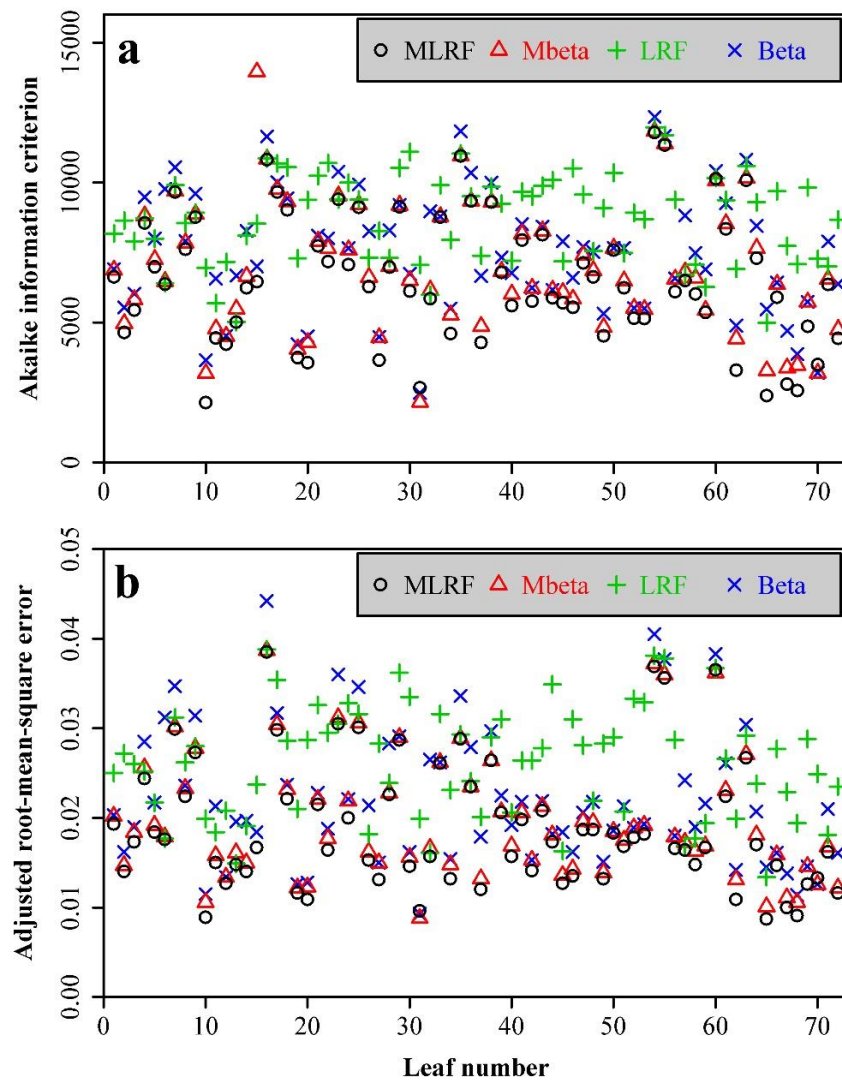 a
MLRF Mbeta LRF Beta
Akaike information criterion
15000
10000
5000
0
0 10 20 30 40 50 60 70
b
MLRF Mbeta LRF Beta
Adjusted root-mean-square error
0.05
0.04
0.03
0.02
0.01
0.00
0 10 20 30 40 50 60 70
Leaf number